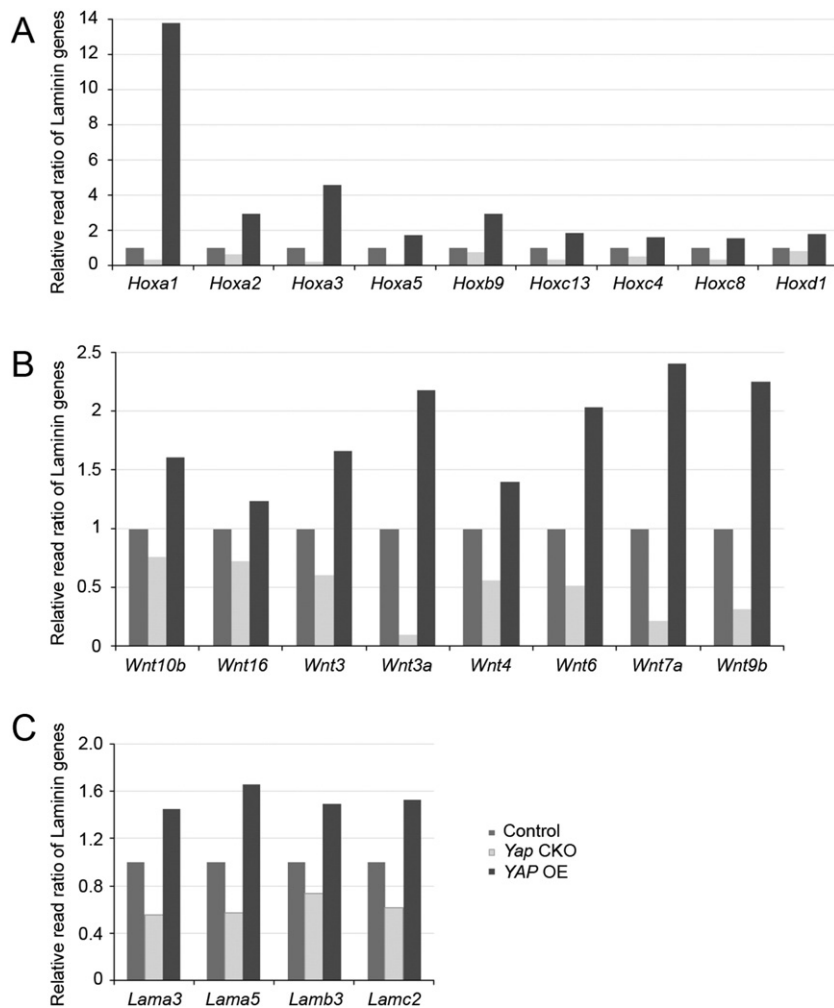 A
Relative read ratio of Laminin genes
14
12
10
8
6
4
2
0
Hoxa1 Hoxa2 Hoxa3 Hoxa5 Hoxb9 Hoxc13 Hoxc4 Hoxc8 Hoxd1
B
Relative read ratio of Laminin genes
2.5
2
1.5
1
0.5
0
Wnt10b Wnt16 Wnt3 Wnt3a Wnt4 Wnt6 Wnt7a Wnt9b
C
Relative read ratio of Laminin genes
2.0
1.6
1.2
0.8
0.4
0
Lama3 Lama5 Lamb3 Lamc2
Control
Yap CKO
YAP OE